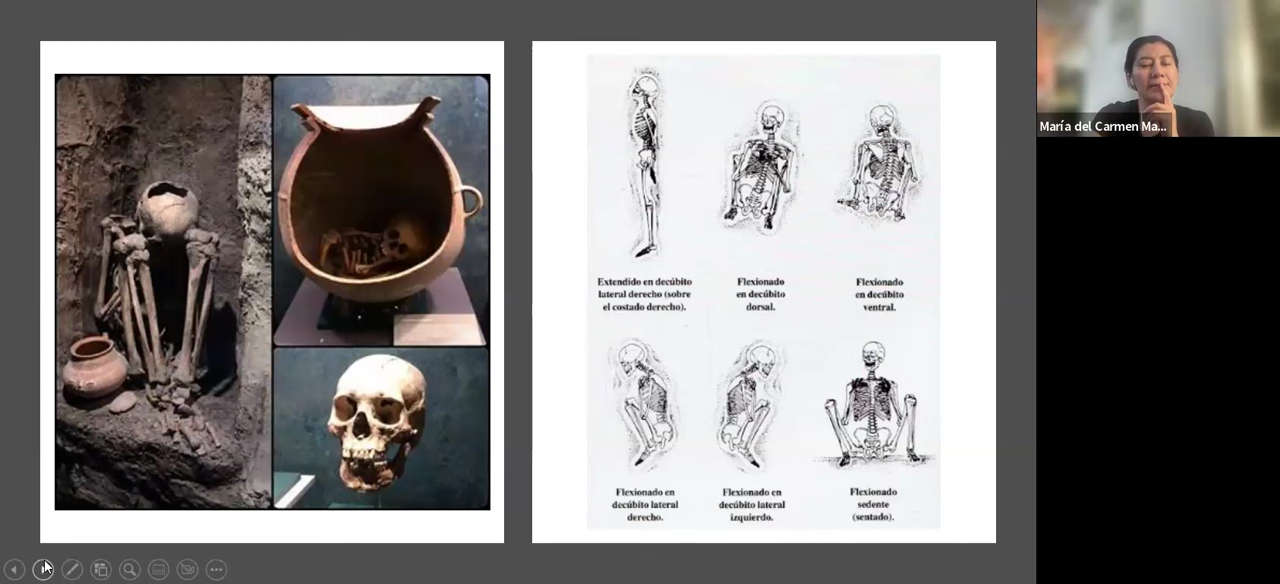 María del Carmen Ma...
Extendido en decúbito
lateral derecho (sobre
el costado derecho).
Flexionado
en decúbito
dorsal.
Flexionado
en decúbito
ventral.
Flexionado en
decúbito lateral
derecho.
Flexionado en
decúbito lateral
izquierdo.
Flexionado
sedente
(sentado).